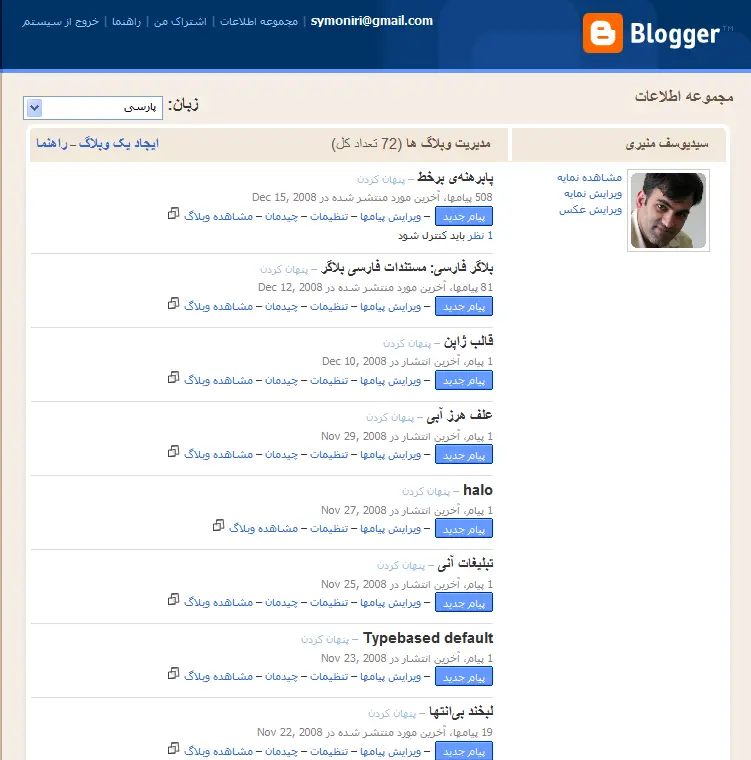 Blogger™
symoniri@gmail.com | مجموعه اطلاعات | اشتراک من | راهنما | خروج از سیستم
مجموعه اطلاعات
زبان: پارسی
سیدیوسف منیری
مشاهده نمایه
ویرایش نمایه
ویرایش عکس
مدیریت وبلاگ ها (72 تعداد کل) ایجاد یک وبلاگ – راهنما
پابرهنه‌ی برخط – پنهان کردن
508 پیامها، آخرین مورد منتشر شده در Dec 15, 2008
پیام جدید – ویرایش پیامها – تنظیمات – چیدمان – مشاهده وبلاگ
1 نظر باید کنترل شود
بلاگر فارسی: مستندات فارسی بلاگر – پنهان کردن
81 پیامها، آخرین مورد منتشر شده در Dec 12, 2008
پیام جدید – ویرایش پیامها – تنظیمات – چیدمان – مشاهده وبلاگ
قالب ژاپن – پنهان کردن
1 پیام، آخرین انتشار در Dec 10, 2008
پیام جدید – ویرایش پیامها – تنظیمات – چیدمان – مشاهده وبلاگ
علف هرز آبی – پنهان کردن
1 پیام، آخرین انتشار در Nov 29, 2008
پیام جدید – ویرایش پیامها – تنظیمات – چیدمان – مشاهده وبلاگ
halo – پنهان کردن
1 پیام، آخرین انتشار در Nov 27, 2008
پیام جدید – ویرایش پیامها – تنظیمات – مشاهده وبلاگ
تبلیغات آنی – پنهان کردن
1 پیام، آخرین انتشار در Nov 25, 2008
پیام جدید – ویرایش پیامها – تنظیمات – چیدمان – مشاهده وبلاگ
Typebased default – پنهان کردن
1 پیام، آخرین انتشار در Nov 23, 2008
پیام جدید – ویرایش پیامها – تنظیمات – چیدمان – مشاهده وبلاگ
لبخند بی‌انتها – پنهان کردن
19 پیامها، آخرین مورد منتشر شده در Nov 22, 2008
پیام جدید – ویرایش پیامها – تنظیمات – چیدمان – مشاهده وبلاگ